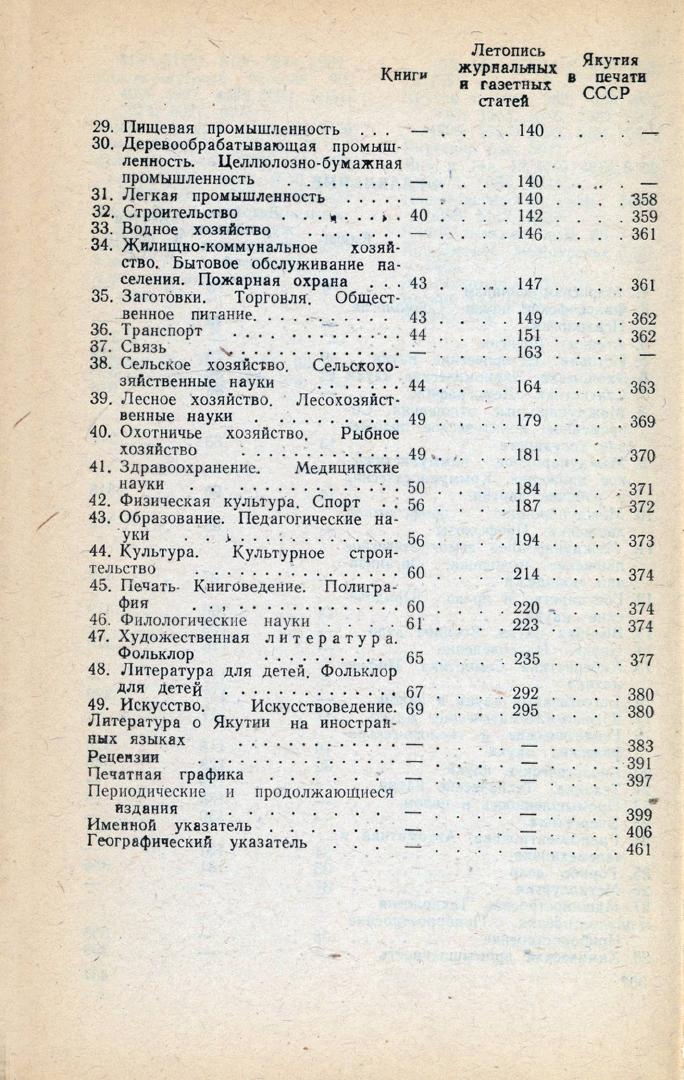 Книги Летопись журнальных и газетных статей Якутия в печати СССР
29. Пищевая промышленность . . . — . . . . 140 . . . . —
30. Деревообрабатывающая промыш-
ленность. Целлюлозно-бумажная
промышленность . . . . . . . — . . . . 140 . . . . —
31. Легкая промышленность . . . . . — . . . . 140 . . . . 358
32. Строительство . . . . . . . 40 . . . . 142 . . . . 359
33. Водное хозяйство . . . . . . . — . . . . 146 . . . . 361
34. Жилищно-коммунальное хозяй-
ство. Бытовое обслуживание на-
селения. Пожарная охрана . . . 43 . . . . 147 . . . . 361
35. Заготовки. Торговля. Общест-
венное питание. . . . . . . . . 43 . . . . 149 . . . . 362
36. Транспорт . . . . . . . . . . 44 . . . . 151 . . . . 362
37. Связь . . . . . . . . . . — . . . . 163 . . . . —
38. Сельское хозяйство. Сельскохо-
зяйственные науки . . . . . . . 44 . . . . 164 . . . . 363
39. Лесное хозяйство. Лесохозяйст-
венные науки . . . . . . . . . 49 . . . . 179 . . . . 369
40. Охотничье хозяйство. Рыбное
хозяйство . . . . . . . . . . 49 . . . . 181 . . . . 370
41. Здравоохранение. Медицинские
науки . . . . . . . . . . 50 . . . . 184 . . . . 371
42. Физическая культура. Спорт . . 56 . . . . 187 . . . . 372
43. Образование. Педагогические на-
уки . . . . . . . . . . 56 . . . . 194 . . . . 373
44. Культура. Культурное строи-
тельство . . . . . . . . . . 60 . . . . 214 . . . . 374
45. Печать. Книговедение. Полигра-
фия . . . . . . . . . . 60 . . . . 220 . . . . 374
46. Филологические науки . . . . 61 . . . . 223 . . . . 374
47. Художественная литература.
Фольклор . . . . . . . . . 65 . . . . 235 . . . . 377
48. Литература для детей. Фольклор
для детей . . . . . . . . . . 67 . . . . 292 . . . . 380
49. Искусство. Искусствоведение. 69 . . . . 295 . . . . 380
Литература о Якутии на иностран-
ных языках . . . . . . . . . . — . . . . — . . . . 383
Рецензии . . . . . . . . . . — . . . . — . . . . 391
Печатная графика . . . . . . . — . . . . — . . . . 397
Периодические и продолжающиеся
издания . . . . . . . . . . — . . . . — . . . . 399
Именной указатель . . . . . . . — . . . . — . . . . 406
Географический указатель . . . . — . . . . — . . . . 461